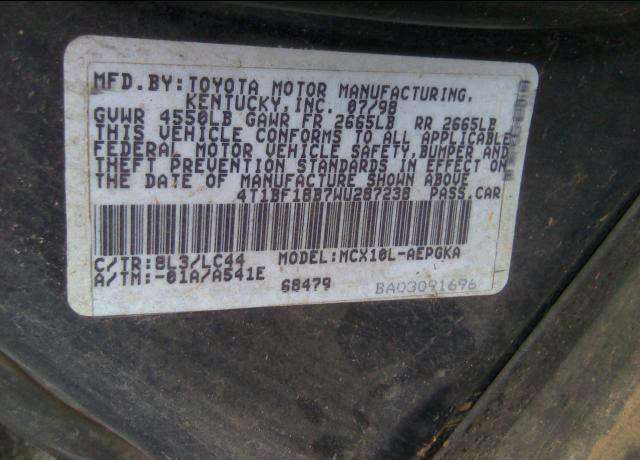 MFD.BY:TOYOTA MOTOR MANUFACTURING,
KENTUCKY,INC. 07/98
GVWR 4550LB GAWR FR 2665LB RR 2665LB
THIS VEHICLE CONFORMS TO ALL APPLICABLE
FEDERAL MOTOR VEHICLE SAFETY,BUMPER,AND
THEFT PREVENTION STANDARDS IN EFFECT ON
THE DATE OF MANUFACTURE SHOWN ABOVE
4T1BF18B7WU287238 PASS.CAR
C/TR:8L3/LC44 MODEL:MCX10L-AEPGKA
A/TM:-01A/A541E 68479 BA03091696